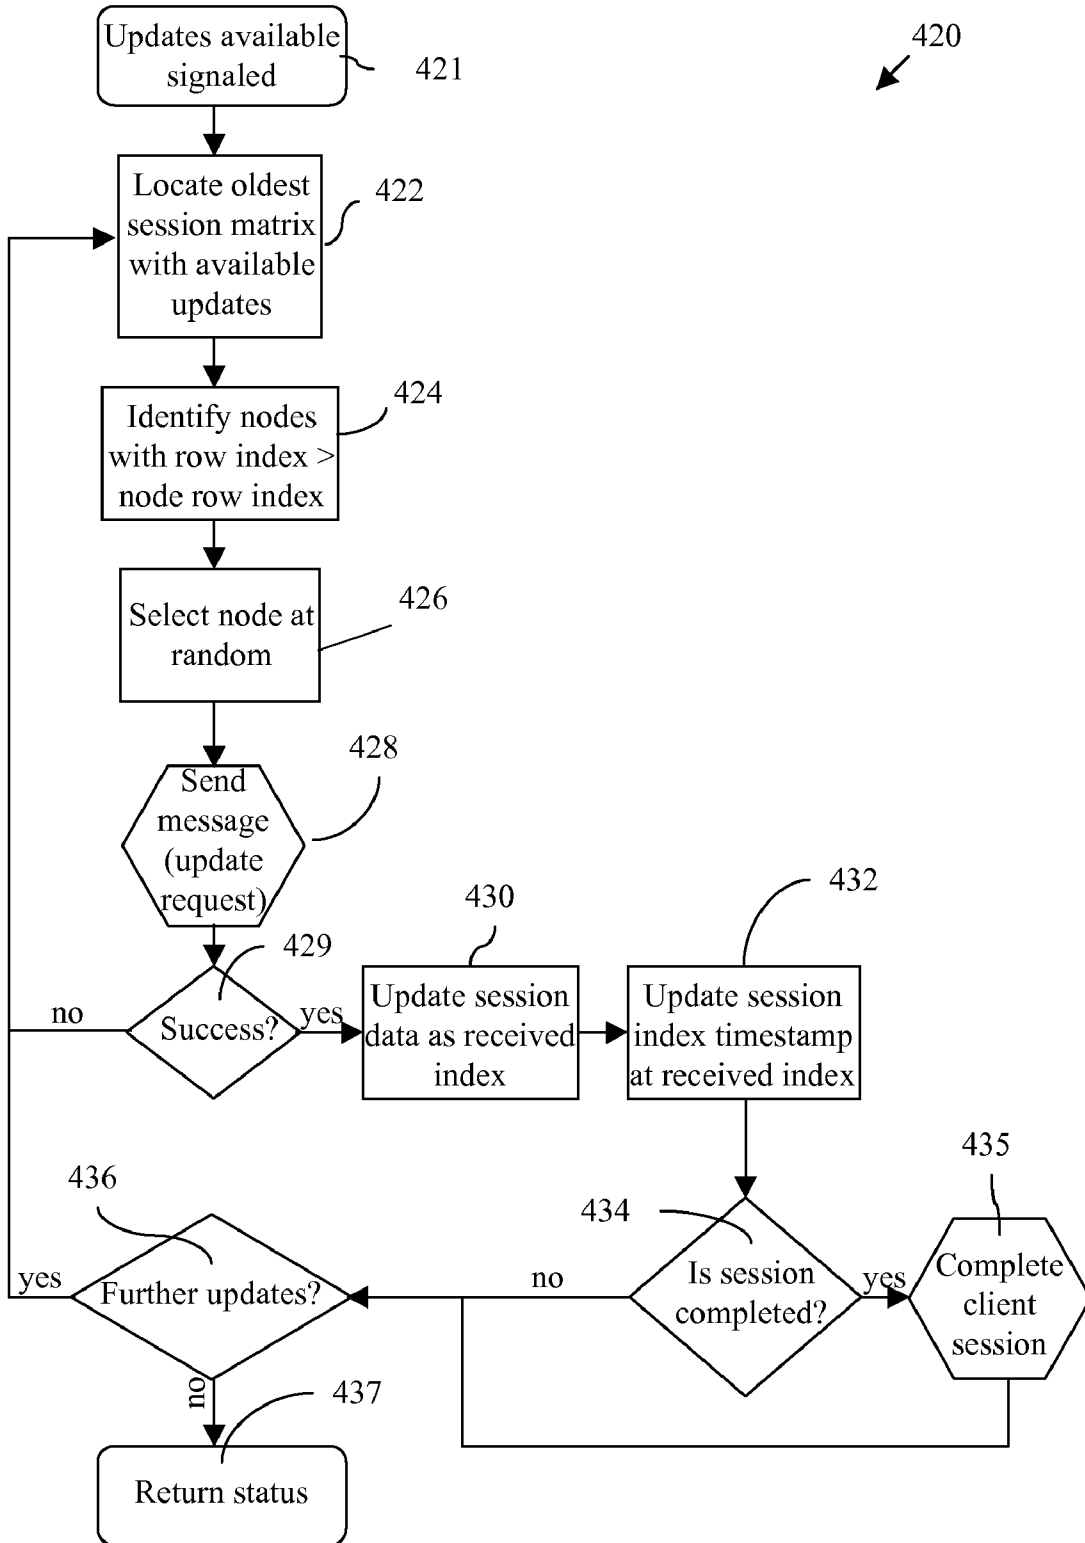 Updates available
signaled
421
420
Locate oldest
session matrix
with available
updates
422
Identify nodes
with row index >
node row index
424
Select node at
random
426
Send
message
(update
request)
428
429
Success?
no
yes
430
Update session
data as received
index
432
Update session
index timestamp
at received index
434
Is session
completed?
no
yes
435
Complete
client
session
436
Further updates?
yes
no
437
Return status